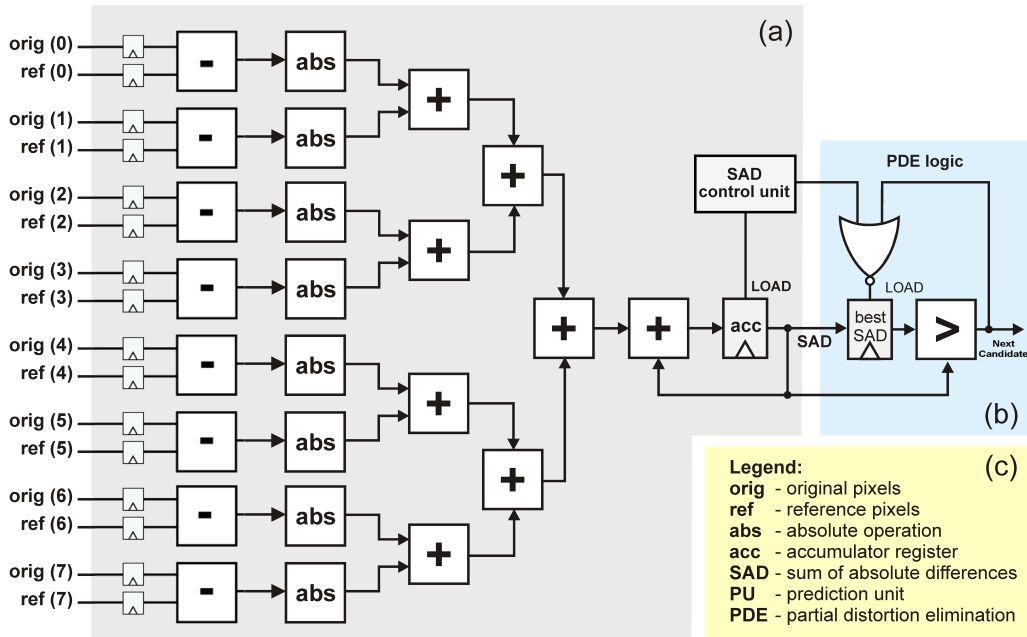 (a)
orig (0)
ref (0)
- abs
+
orig (1)
ref (1)
- abs
+
orig (2)
ref (2)
- abs
+
orig (3)
ref (3)
- abs
SAD
control unit
PDE logic
LOAD
LOAD
+
+
acc
SAD
best
SAD
>
Next
Candidate
orig (4)
ref (4)
- abs
+
orig (5)
ref (5)
- abs
+
orig (6)
ref (6)
- abs
+
orig (7)
ref (7)
- abs
(b)
(c)
Legend:
orig - original pixels
ref - reference pixels
abs - absolute operation
acc - accumulator register
SAD - sum of absolute differences
PU - prediction unit
PDE - partial distortion elimination